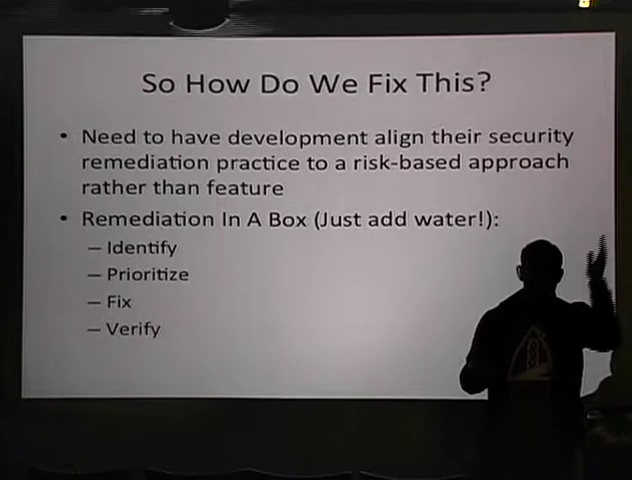 So How Do We Fix This?
• Need to have development align their security
remediation practice to a risk-based approach
rather than feature
• Remediation In A Box (Just add water!):
– Identify
– Prioritize
– Fix
– Verify